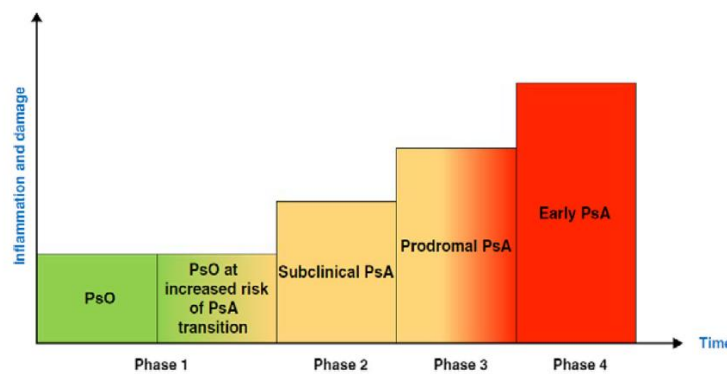 Inflammation and damage
PsO
PsO at
increased risk
of PsA
transition
Subclinical PsA
Prodromal PsA
Early PsA
Time
Phase 1
Phase 2
Phase 3
Phase 4